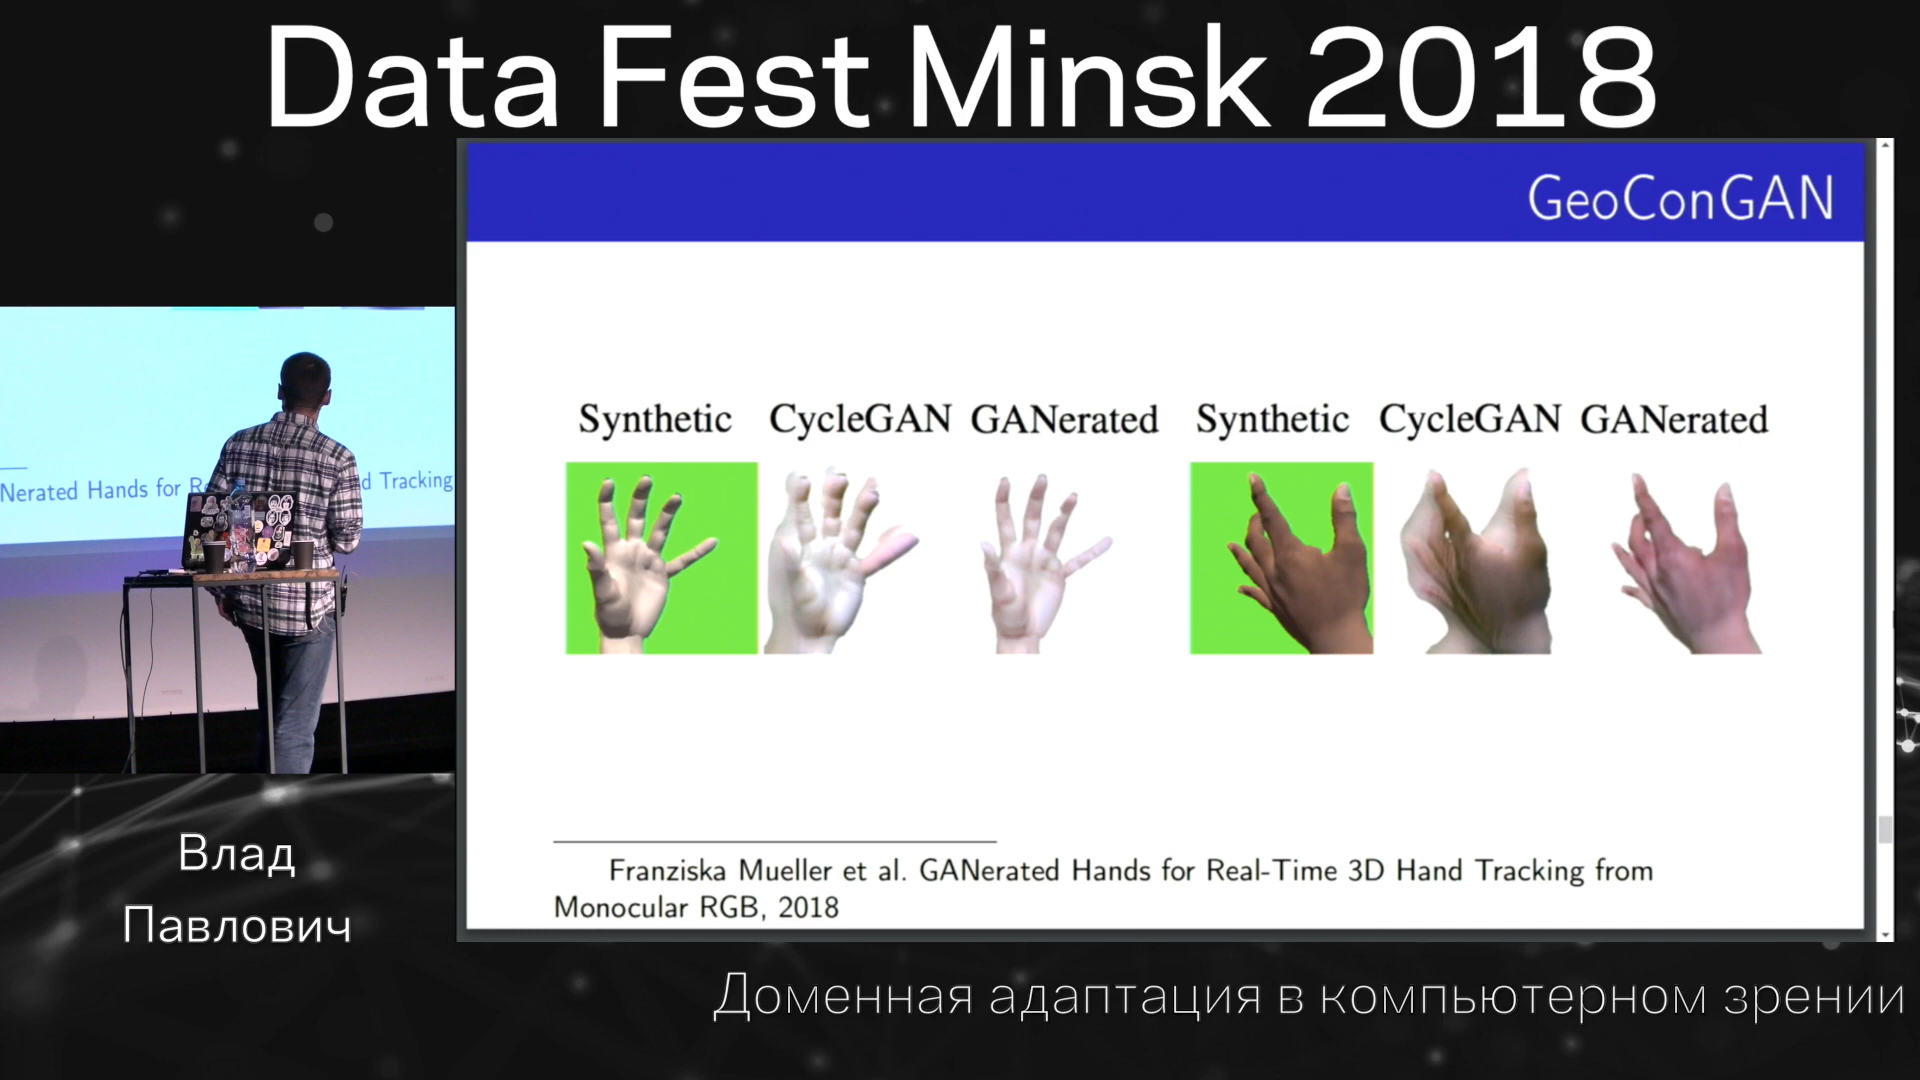 Data Fest Minsk 2018
GeoConGAN
Synthetic CycleGAN GANerated Synthetic CycleGAN GANerated
Nerated Hands for Re d Tracking
Franziska Mueller et al. GANerated Hands for Real-Time 3D Hand Tracking from
Monocular RGB, 2018
Влад
Павлович
Доменная адаптация в компьютерном зрении